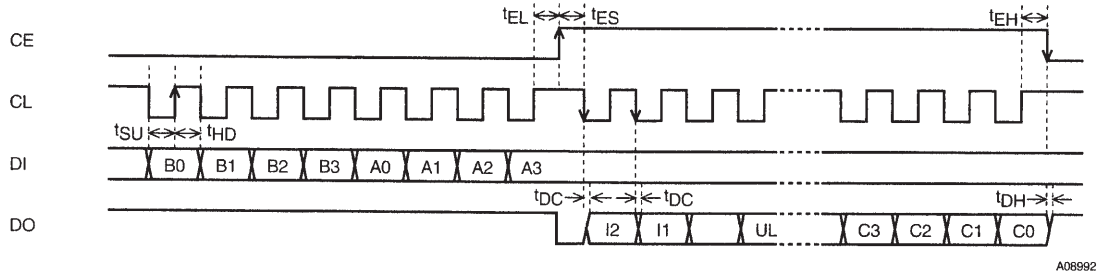 tEL tES tEH
CE
CL
tSU tHD
DI B0 B1 B2 B3 A0 A1 A2 A3
tDC tDC tDH
DO I2 I1 UL C3 C2 C1 C0
A08992